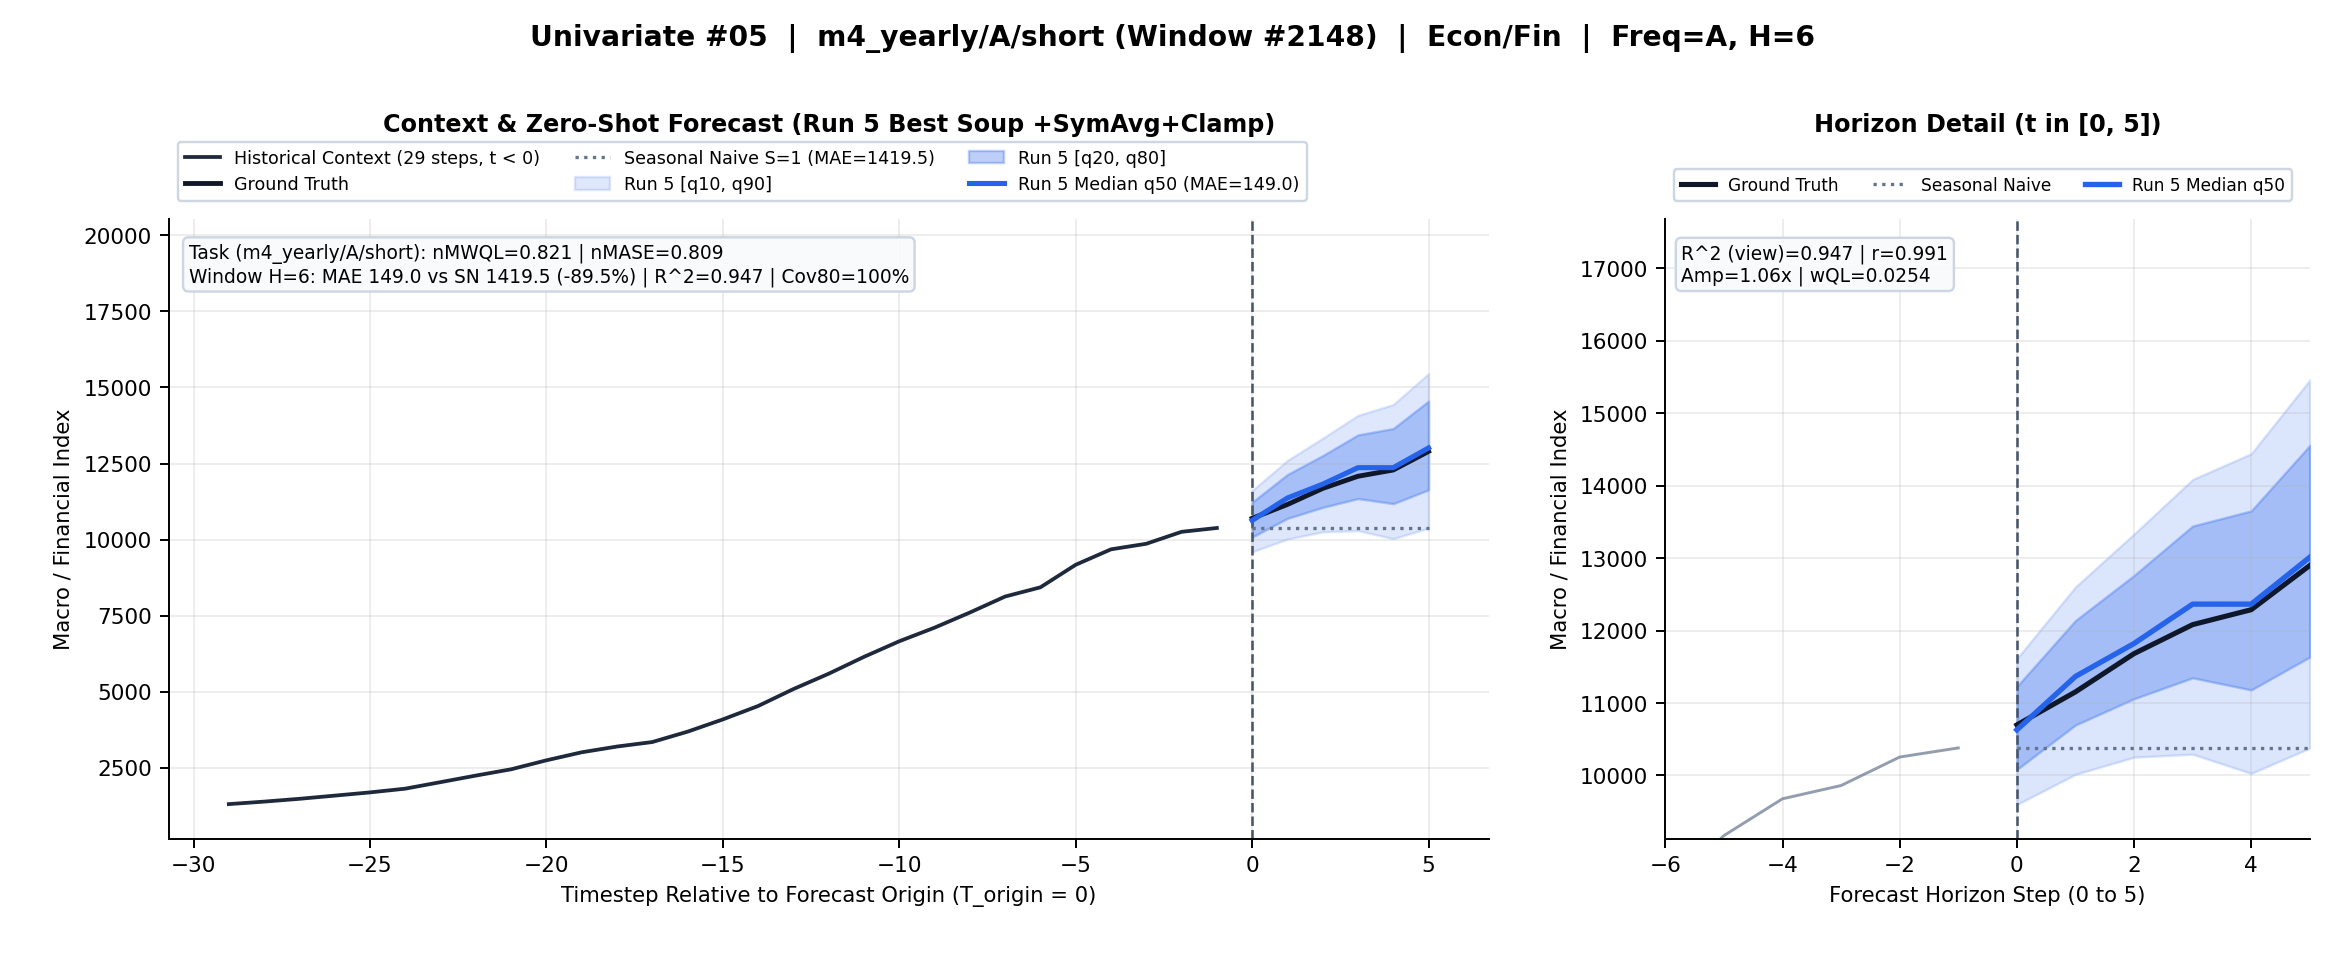 Univariate #05 | m4_yearly/A/short (Window #2148) | Econ/Fin | Freq=A, H=6
Context & Zero-Shot Forecast (Run 5 Best Soup +SymAvg+Clamp)
Historical Context (29 steps, t < 0)
Ground Truth
Seasonal Naive S=1 (MAE=1419.5)
Run 5 [q10, q90]
Run 5 [q20, q80]
Run 5 Median q50 (MAE=149.0)
Task (m4_yearly/A/short): nMWQL=0.821 | nMASE=0.809
Window H=6: MAE 149.0 vs SN 1419.5 (-89.5%) | R^2=0.947 | Cov80=100%
Macro / Financial Index
20000
17500
15000
12500
10000
7500
5000
2500
−30 −25 −20 −15 −10 −5 0 5
Timestep Relative to Forecast Origin (T_origin = 0)
Horizon Detail (t in [0, 5])
Ground Truth Seasonal Naive Run 5 Median q50
R^2 (view)=0.947 | r=0.991
Amp=1.06x | wQL=0.0254
Macro / Financial Index
17000
16000
15000
14000
13000
12000
11000
10000
−6 −4 −2 0 2 4
Forecast Horizon Step (0 to 5)